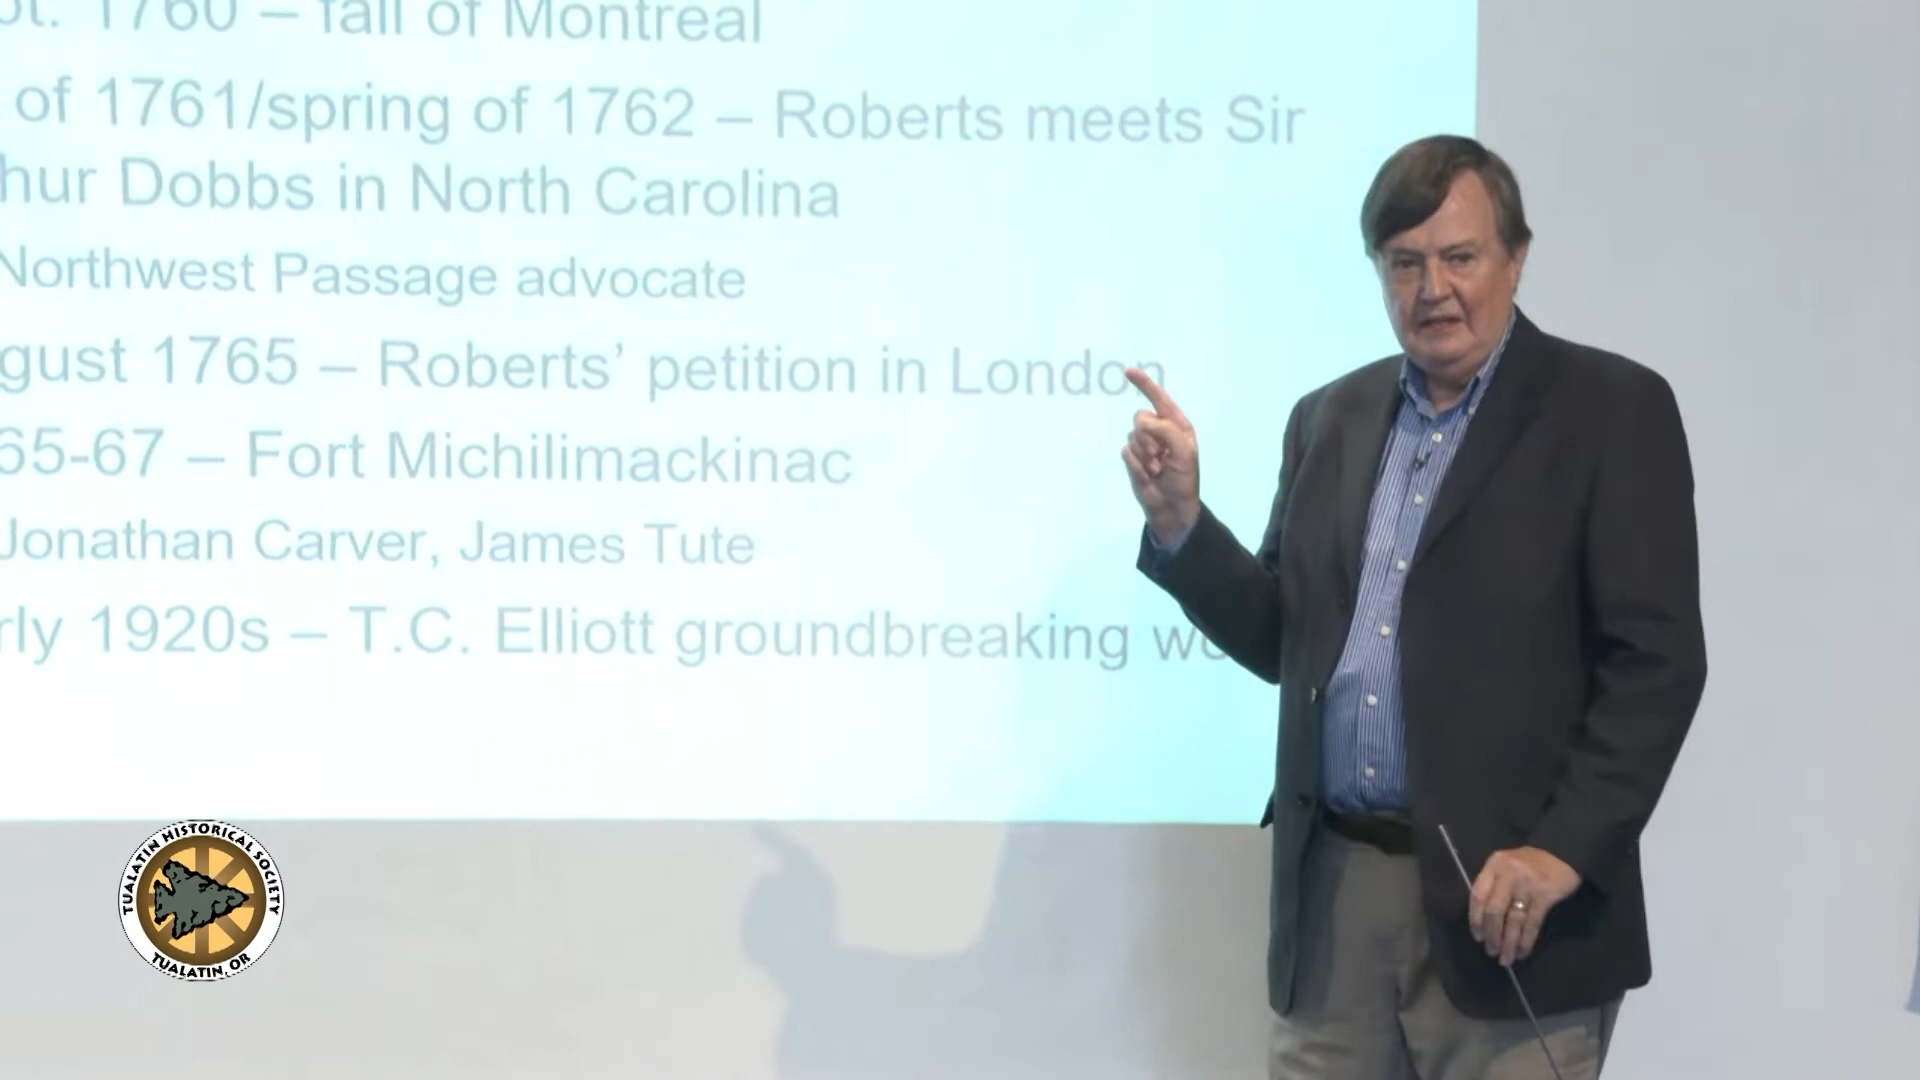 pt. 1760 – fall of Montreal
of 1761/spring of 1762 – Roberts meets Sir
hur Dobbs in North Carolina
Northwest Passage advocate
gust 1765 – Roberts’ petition in London
65-67 – Fort Michilimackinac
Jonathan Carver, James Tute
rly 1920s – T.C. Elliott groundbreaking wo
TUALATIN HISTORICAL SOCIETY
TUALATIN, OR